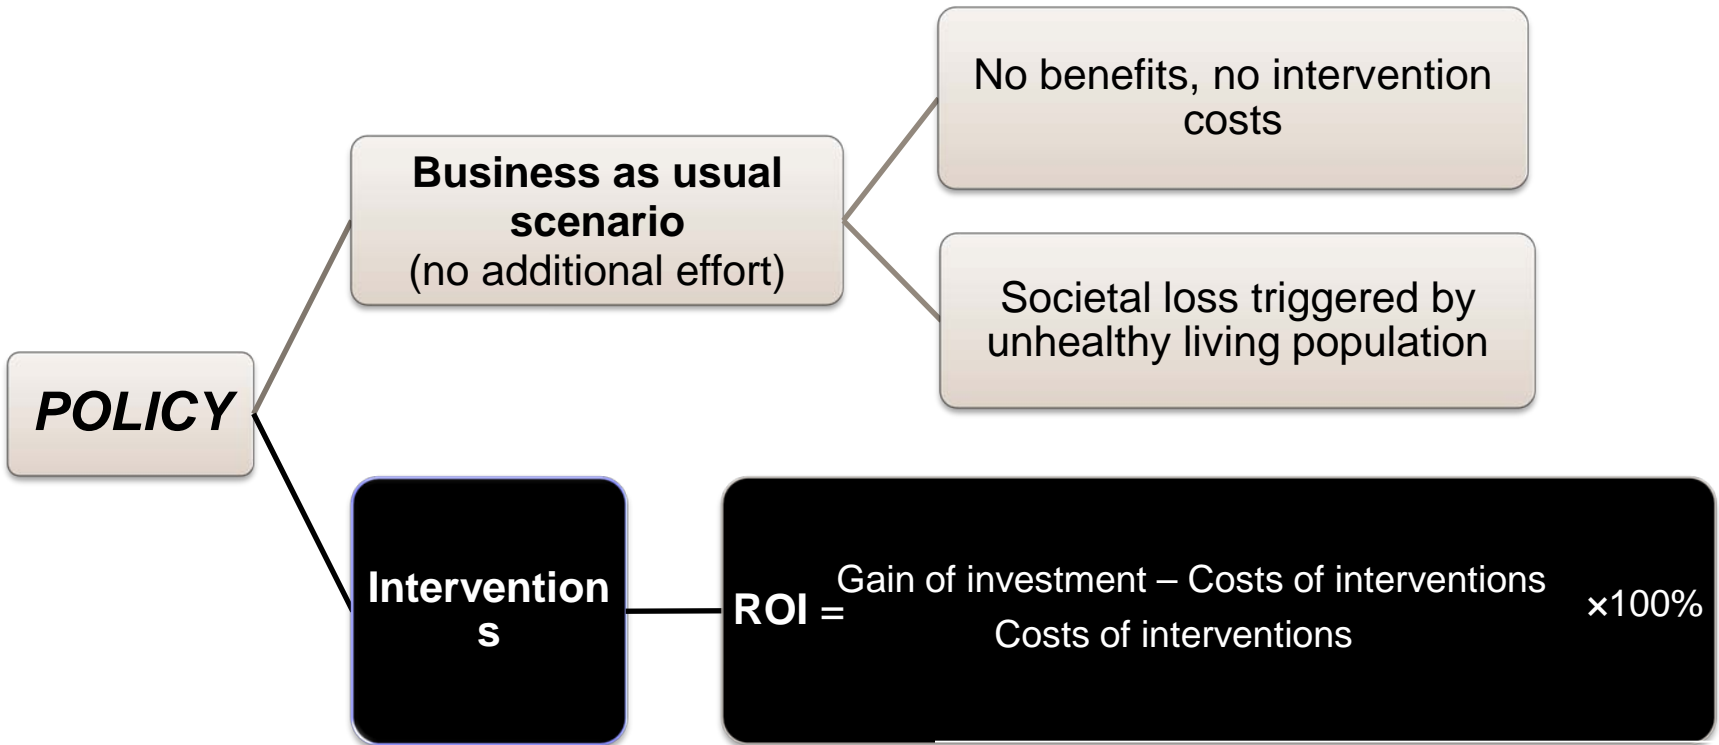 No benefits, no intervention
costs
Business as usual
scenario
(no additional effort)
Societal loss triggered by
unhealthy living population
POLICY
Intervention
s
ROI =
Gain of investment – Costs of interventions
Costs of interventions
×100%